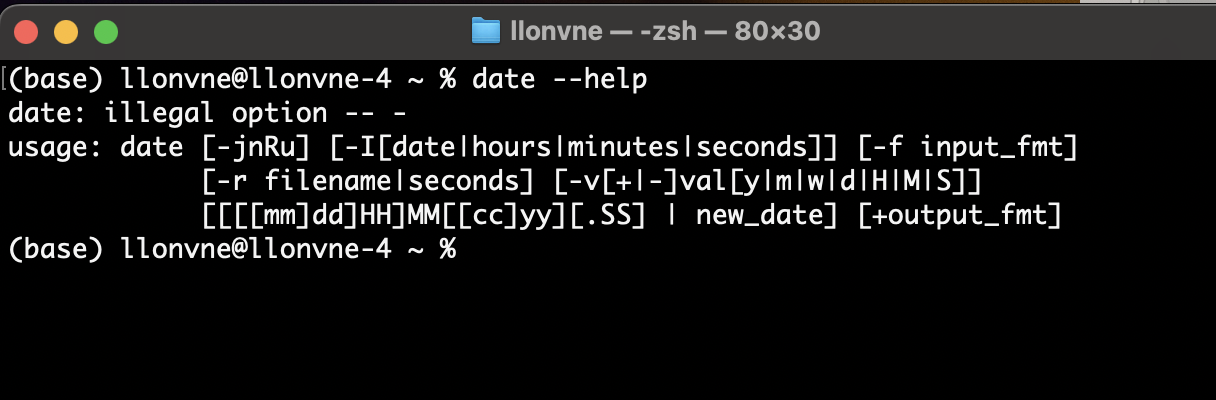 llonvne — -zsh — 80×30
[(base) llonvne@llonvne-4 ~ % date --help
date: illegal option -- -
usage: date [-jnRu] [-I[date|hours|minutes|seconds]] [-f input_fmt]
            [-r filename|seconds] [-v[+|-]val[y|m|w|d|H|M|S]]
            [[[[mm]dd]HH]MM[[cc]yy][.SS] | new_date] [+output_fmt]
(base) llonvne@llonvne-4 ~ %